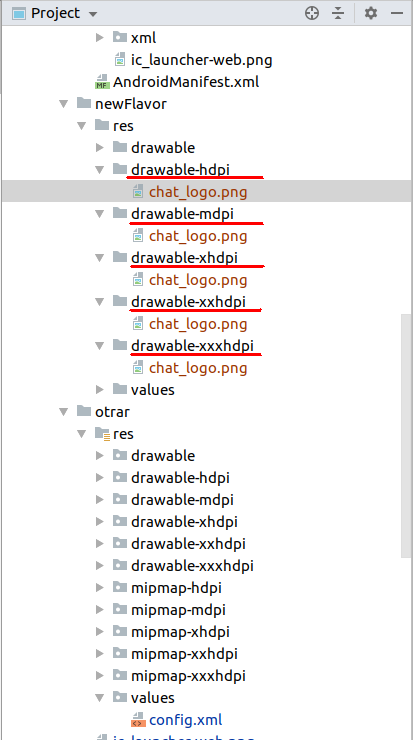 Project
xml
ic_launcher-web.png
AndroidManifest.xml
newFlavor
res
drawable
drawable-hdpi
chat_logo.png
drawable-mdpi
chat_logo.png
drawable-xhdpi
chat_logo.png
drawable-xxhdpi
chat_logo.png
drawable-xxxhdpi
chat_logo.png
values
otrar
res
drawable
drawable-hdpi
drawable-mdpi
drawable-xhdpi
drawable-xxhdpi
drawable-xxxhdpi
mipmap-hdpi
mipmap-mdpi
mipmap-xhdpi
mipmap-xxhdpi
mipmap-xxxhdpi
values
config.xml
ic_launcher-web.png